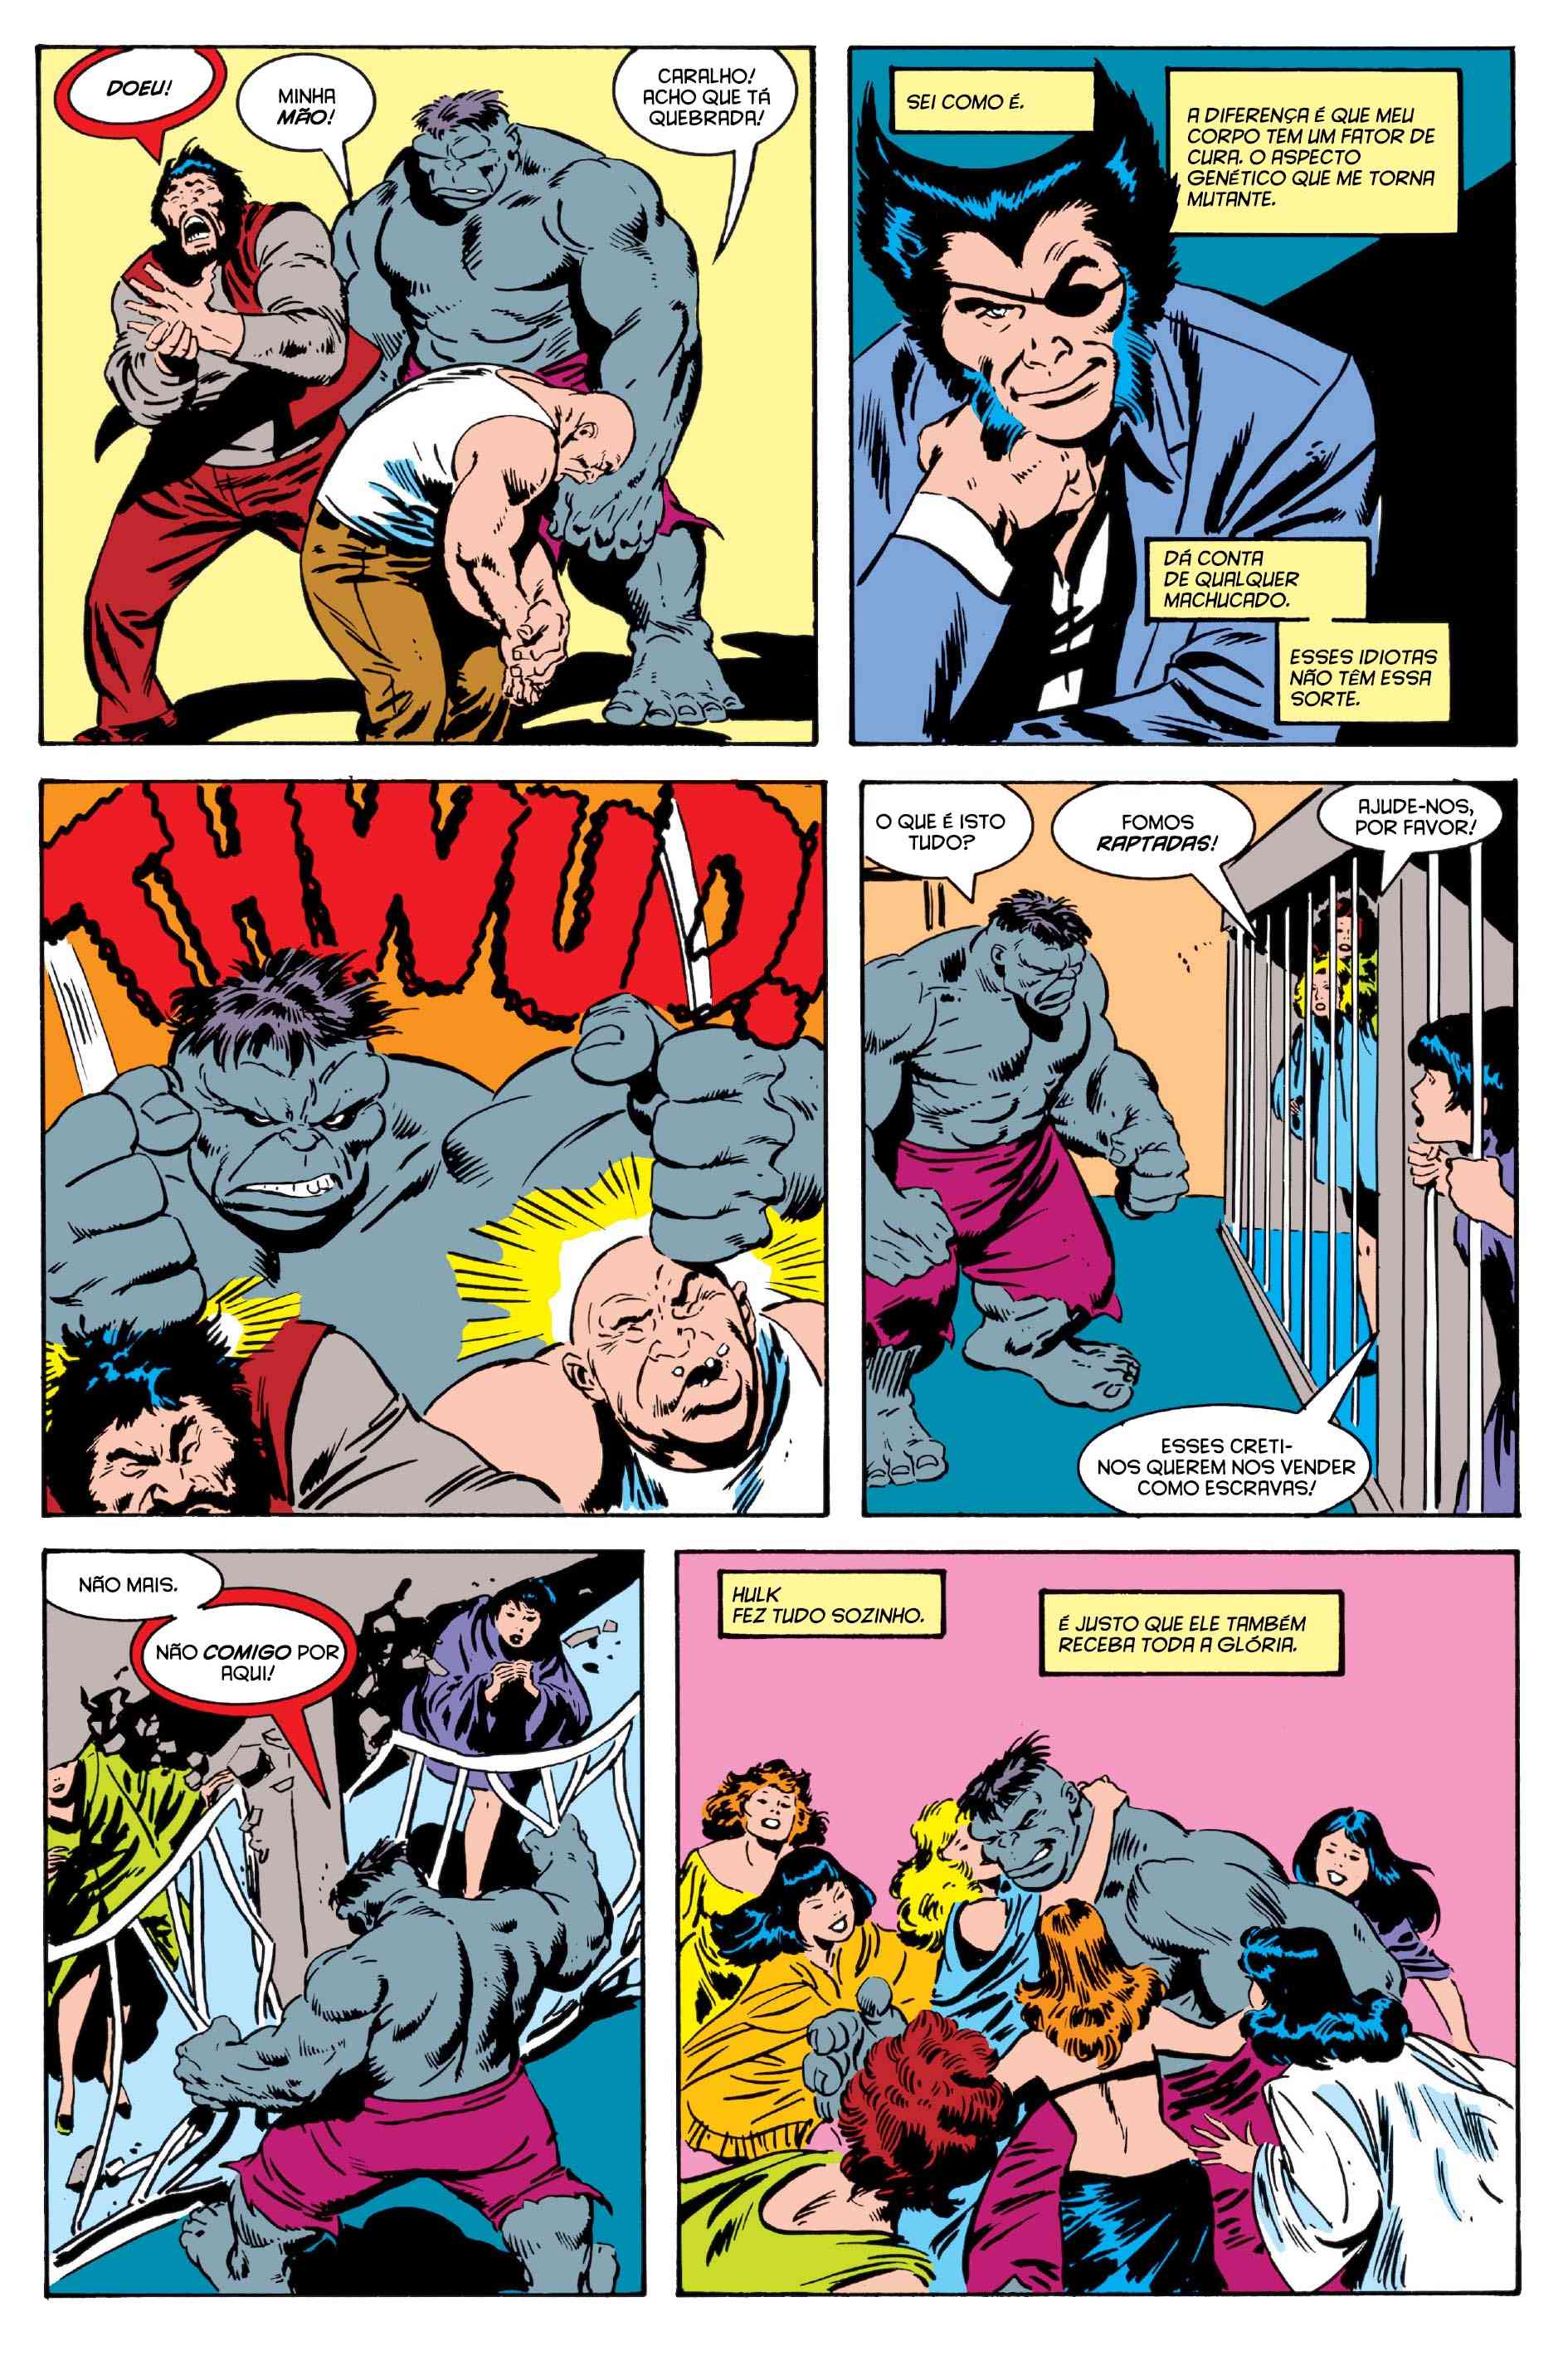 DOEU!
MINHA
MÃO!
CARALHO!
ACHO QUE TÁ
QUEBRADA!
SEI COMO É.
A DIFERENÇA É QUE MEU
CORPO TEM UM FATOR DE
CURA. O ASPECTO
GENÉTICO QUE ME TORNA
MUTANTE.
DÁ CONTA
DE QUALQUER
MACHUCADO.
ESSES IDIOTAS
NÃO TÊM ESSA
SORTE.
THWUD!
O QUE É ISTO
TUDO?
FOMOS
RAPTADAS!
AJUDE-NOS,
POR FAVOR!
ESSES CRETI-
NOS QUEREM NOS VENDER
COMO ESCRAVAS!
NÃO MAIS.
NÃO COMIGO POR
AQUI!
HULK
FEZ TUDO SOZINHO.
É JUSTO QUE ELE TAMBÉM
RECEBA TODA A GLÓRIA.